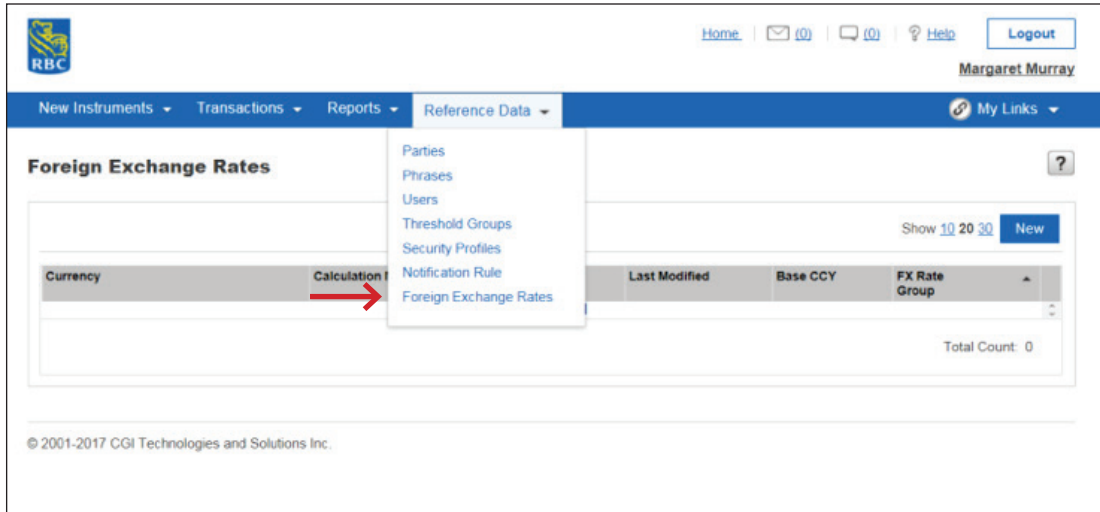 RBC
Home (0) (0) Help Logout
Margaret Murray
New Instruments Transactions Reports Reference Data My Links
Parties
Foreign Exchange Rates ?
Phrases
Users
Threshold Groups
Show 10 20 30 New
Security Profiles
Notification Rule
Currency Calculation Last Modified Base CCY FX Rate Group
Foreign Exchange Rates
Total Count: 0
© 2001-2017 CGI Technologies and Solutions Inc.